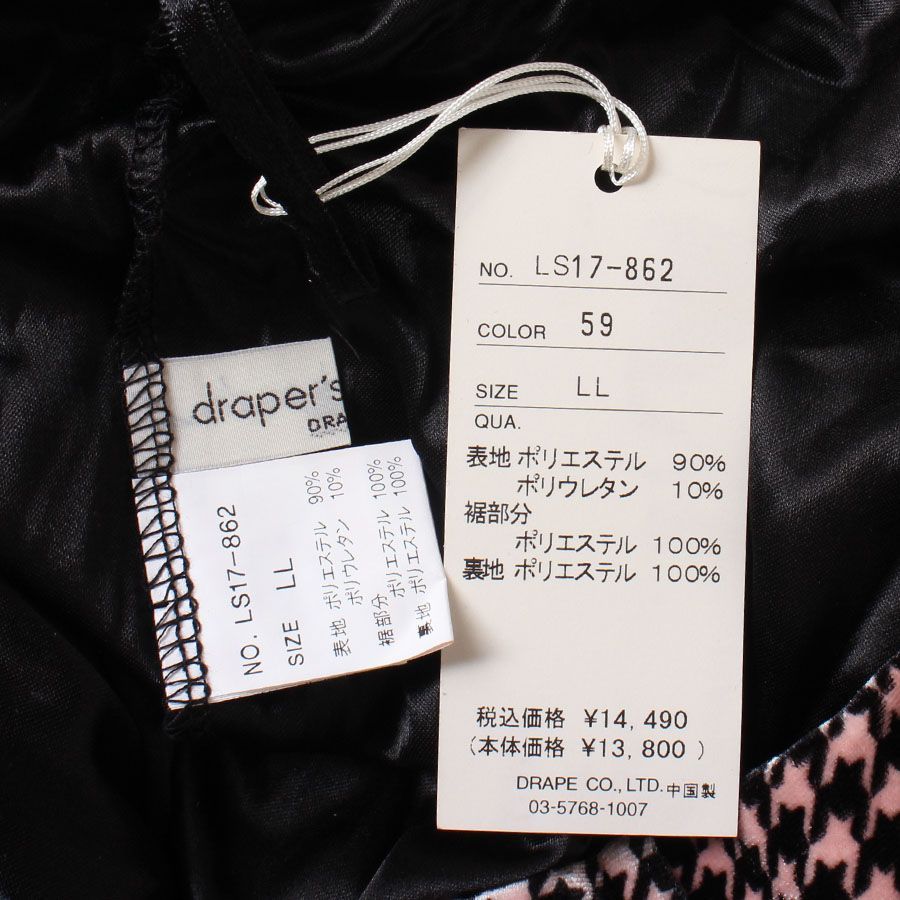 NO. LS17-862
COLOR 59
SIZE LL
QUA.
表地 ポリエステル 90%
ポリウレタン 10%
裾部分
ポリエステル 100%
裏地 ポリエステル 100%
税込価格 ¥14,490
(本体価格 ¥13,800)
DRAPE CO., LTD. 中国製
03-5768-1007
draper's
DRA
NO. LS17-862
SIZE LL
表地 ポリエステル 90%
ポリウレタン 10%
裾部分
ポリエステル 100%
裏地 ポリエステル 100%